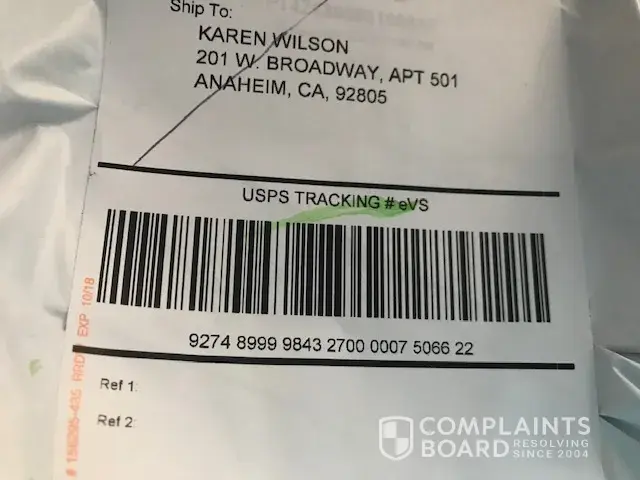 Ship To:
KAREN WILSON
201 W. BROADWAY, APT 501
ANAHEIM, CA, 92805
USPS TRACKING # eVS
9274 8999 9843 2700 0007 5066 22
Ref 1:
Ref 2:
EXP 10/18
COMPLAINTS
BOARD RESOLVING
SINCE 2004